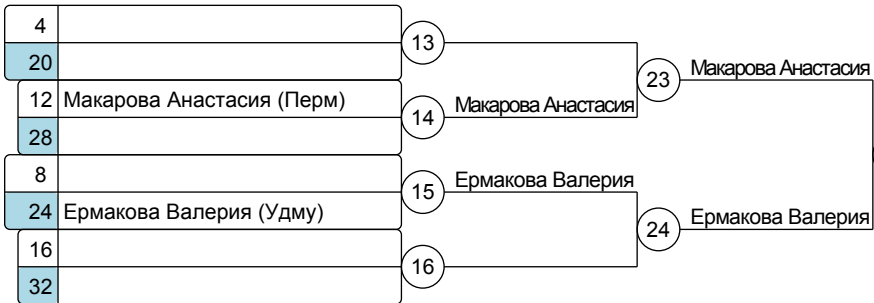 4
13
20
Макарова Анастасия
23
12 Макарова Анастасия (Перм)
Макарова Анастасия
14
28
8
Ермакова Валерия
15
24 Ермакова Валерия (Удму)
Ермакова Валерия
24
16
16
32